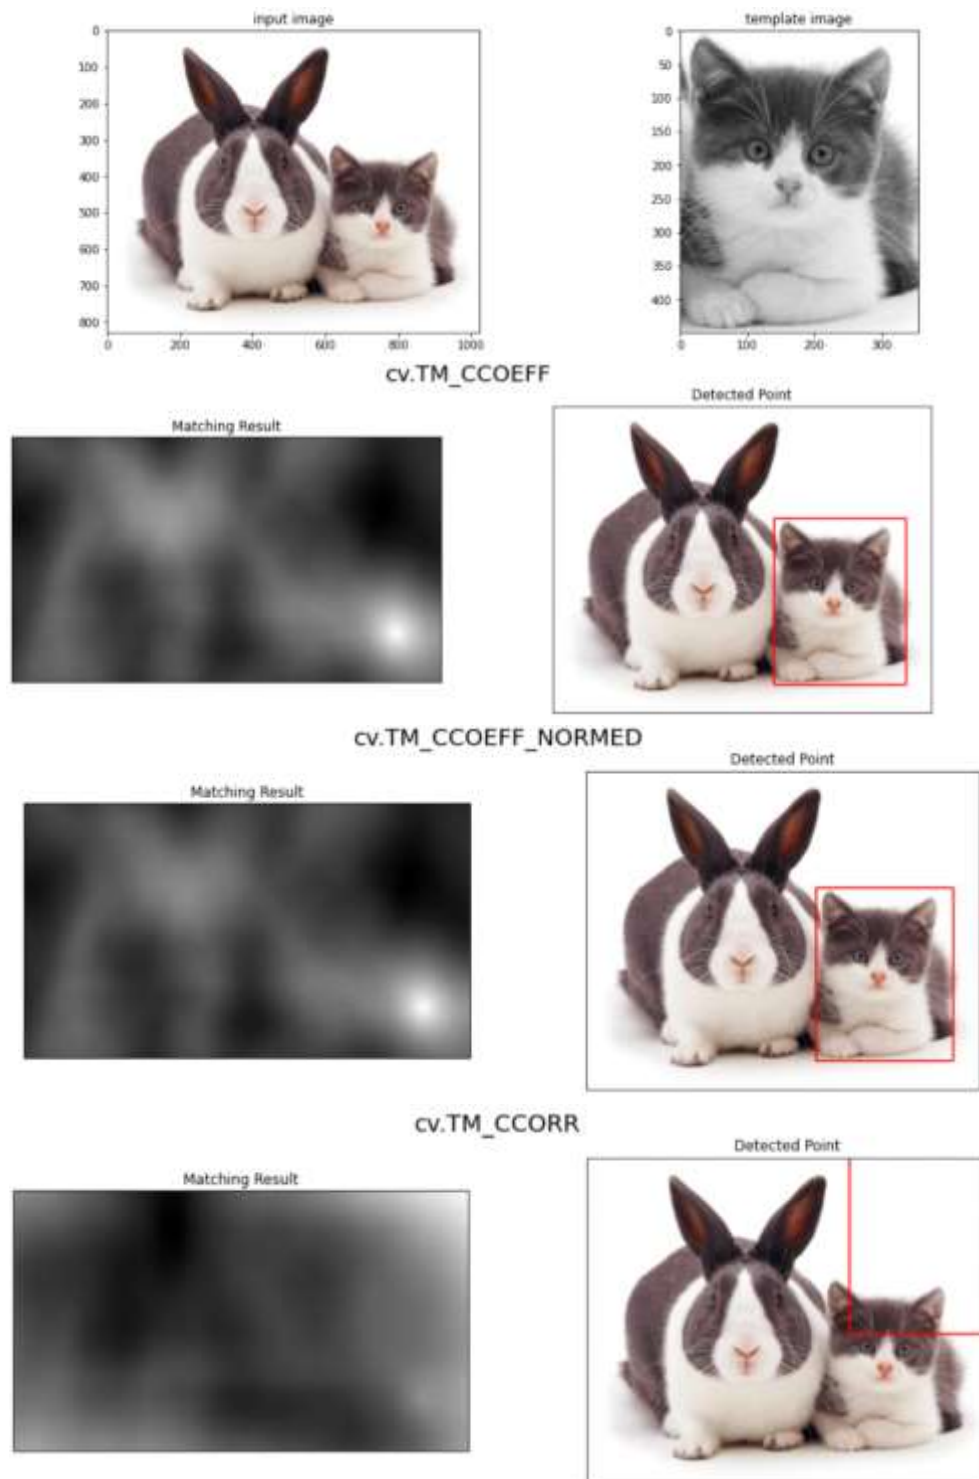 input image
template image
0
100
200
300
400
500
600
700
800
0 200 400 600 800 1000
0
50
100
150
200
250
300
350
400
0 100 200 300
cv.TM_CCOEFF
Matching Result
Detected Point
cv.TM_CCOEFF_NORMED
Matching Result
Detected Point
cv.TM_CCORR
Matching Result
Detected Point